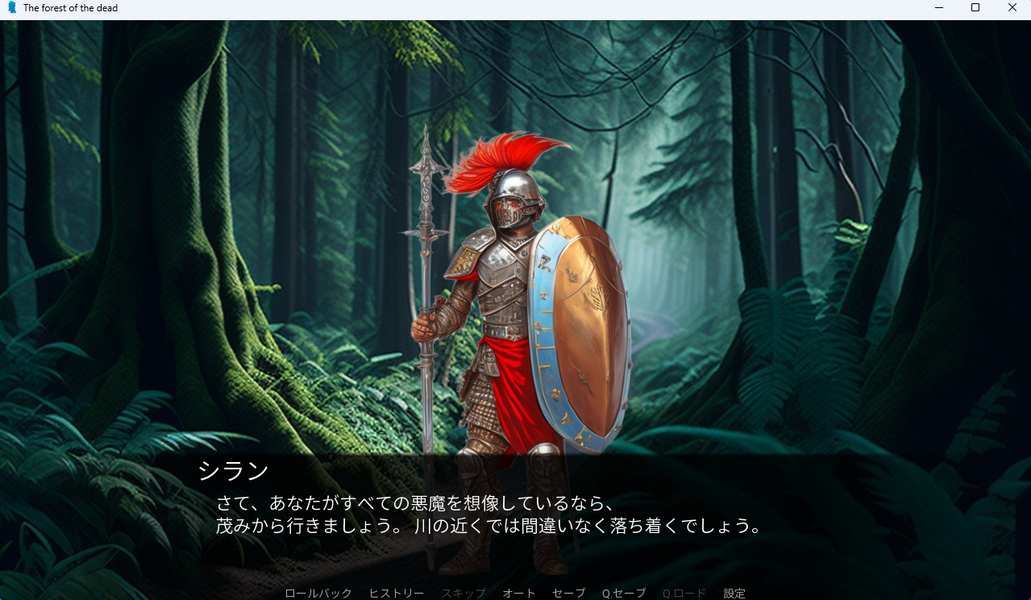 The forest of the dead
シラン
さて、あなたがすべての悪魔を想像しているなら、
茂みから行きましょう。 川の近くでは間違いなく落ち着くでしょう。
ロールバック ヒストリー スキップ オート セーブ Qセーブ Qロード 設定